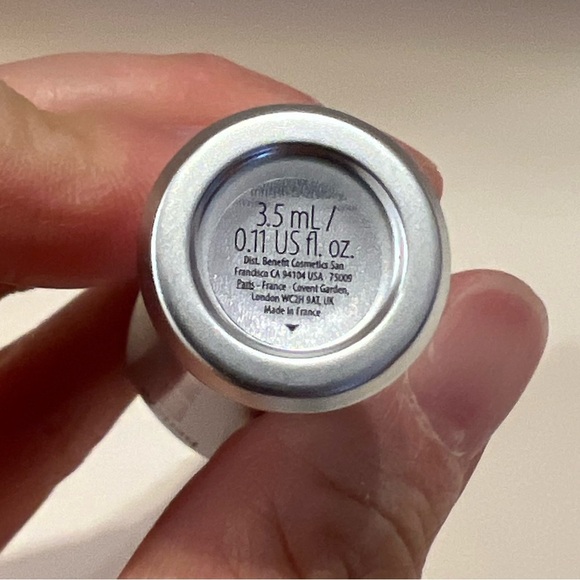 3.5 mL /
0.11 US fl. oz.
Dist. Benefit Cosmetics San
Francisco CA 94104 USA · 75009
Paris - France · Covent Garden,
London WC2H 9AT, UK
Made in France